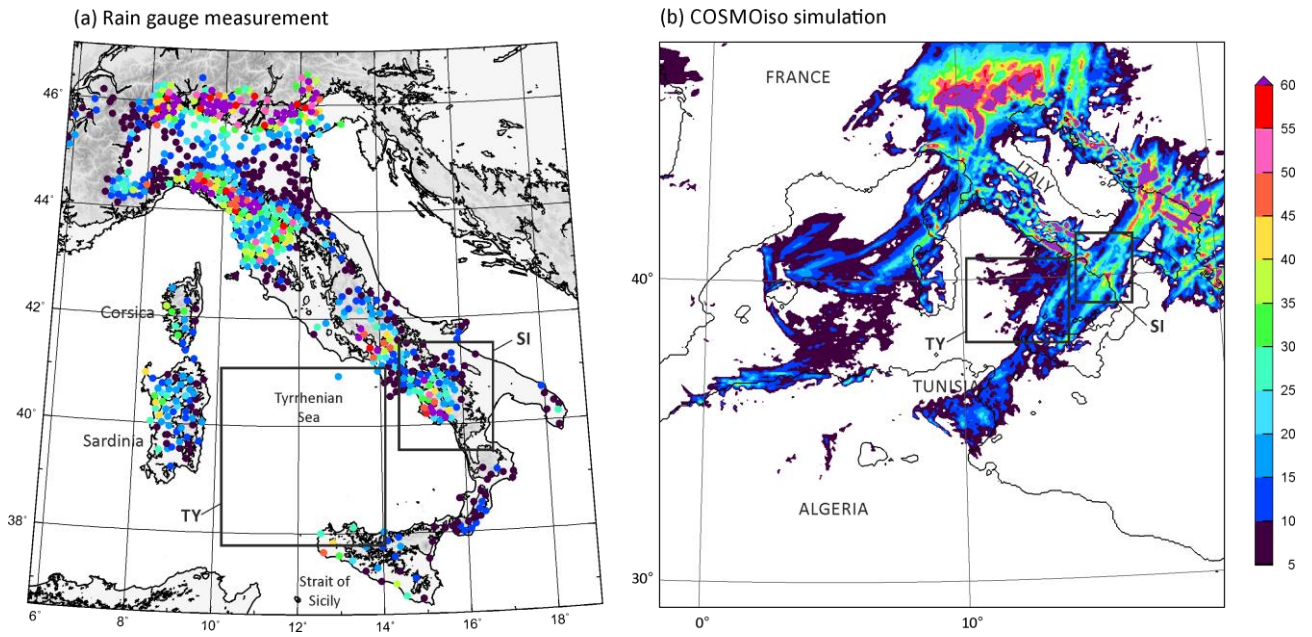 (a) Rain gauge measurement
46°
44°
42°
40°
38°
6°
8°
10°
12°
14°
16°
18°
Corsica
Sardinia
Tyrrhenian
Sea
TY
SI
Strait of
Sicily
(b) COSMOiso simulation
FRANCE
ITALY
40°
TY
SI
TUNISIA
ALGERIA
30°
0°
10°
60
55
50
45
40
35
30
25
20
15
10
5